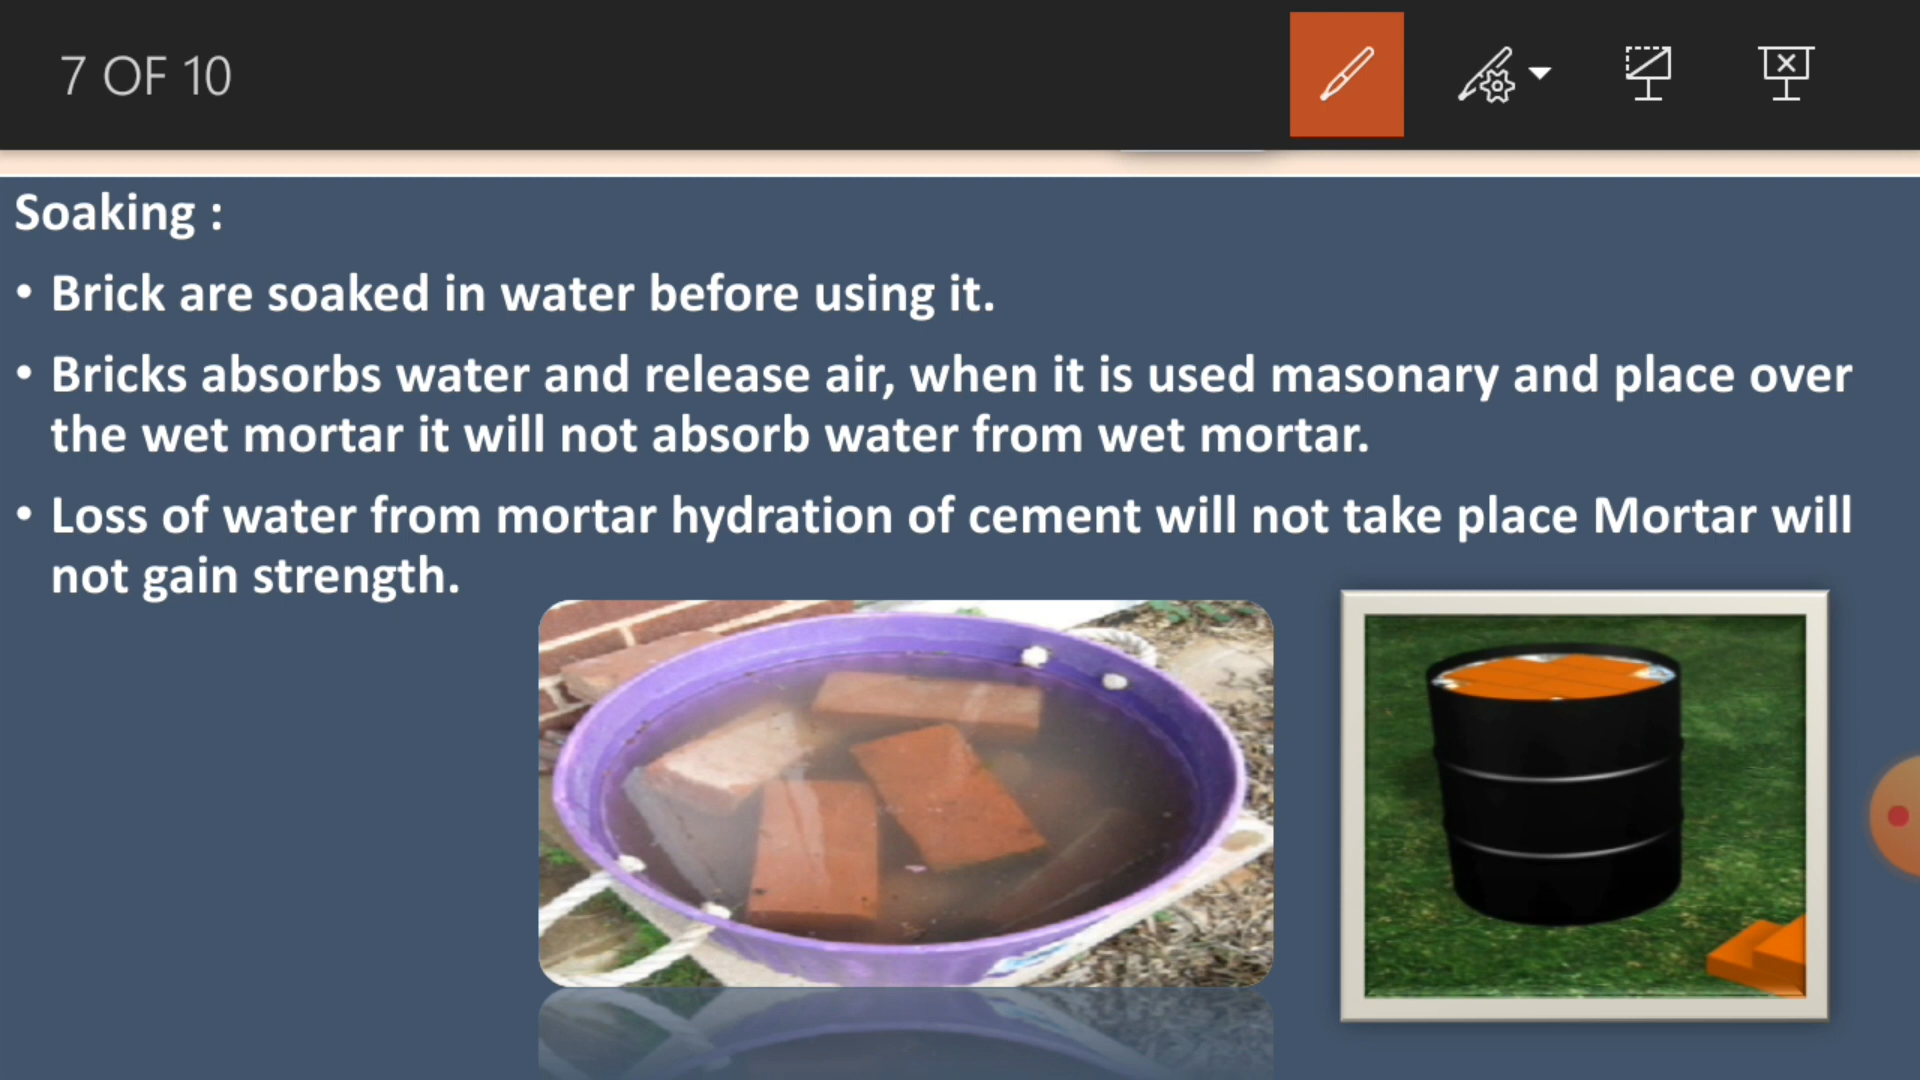 7 OF 10
Soaking :
• Brick are soaked in water before using it.
• Bricks absorbs water and release air, when it is used masonary and place over
the wet mortar it will not absorb water from wet mortar.
• Loss of water from mortar hydration of cement will not take place Mortar will
not gain strength.